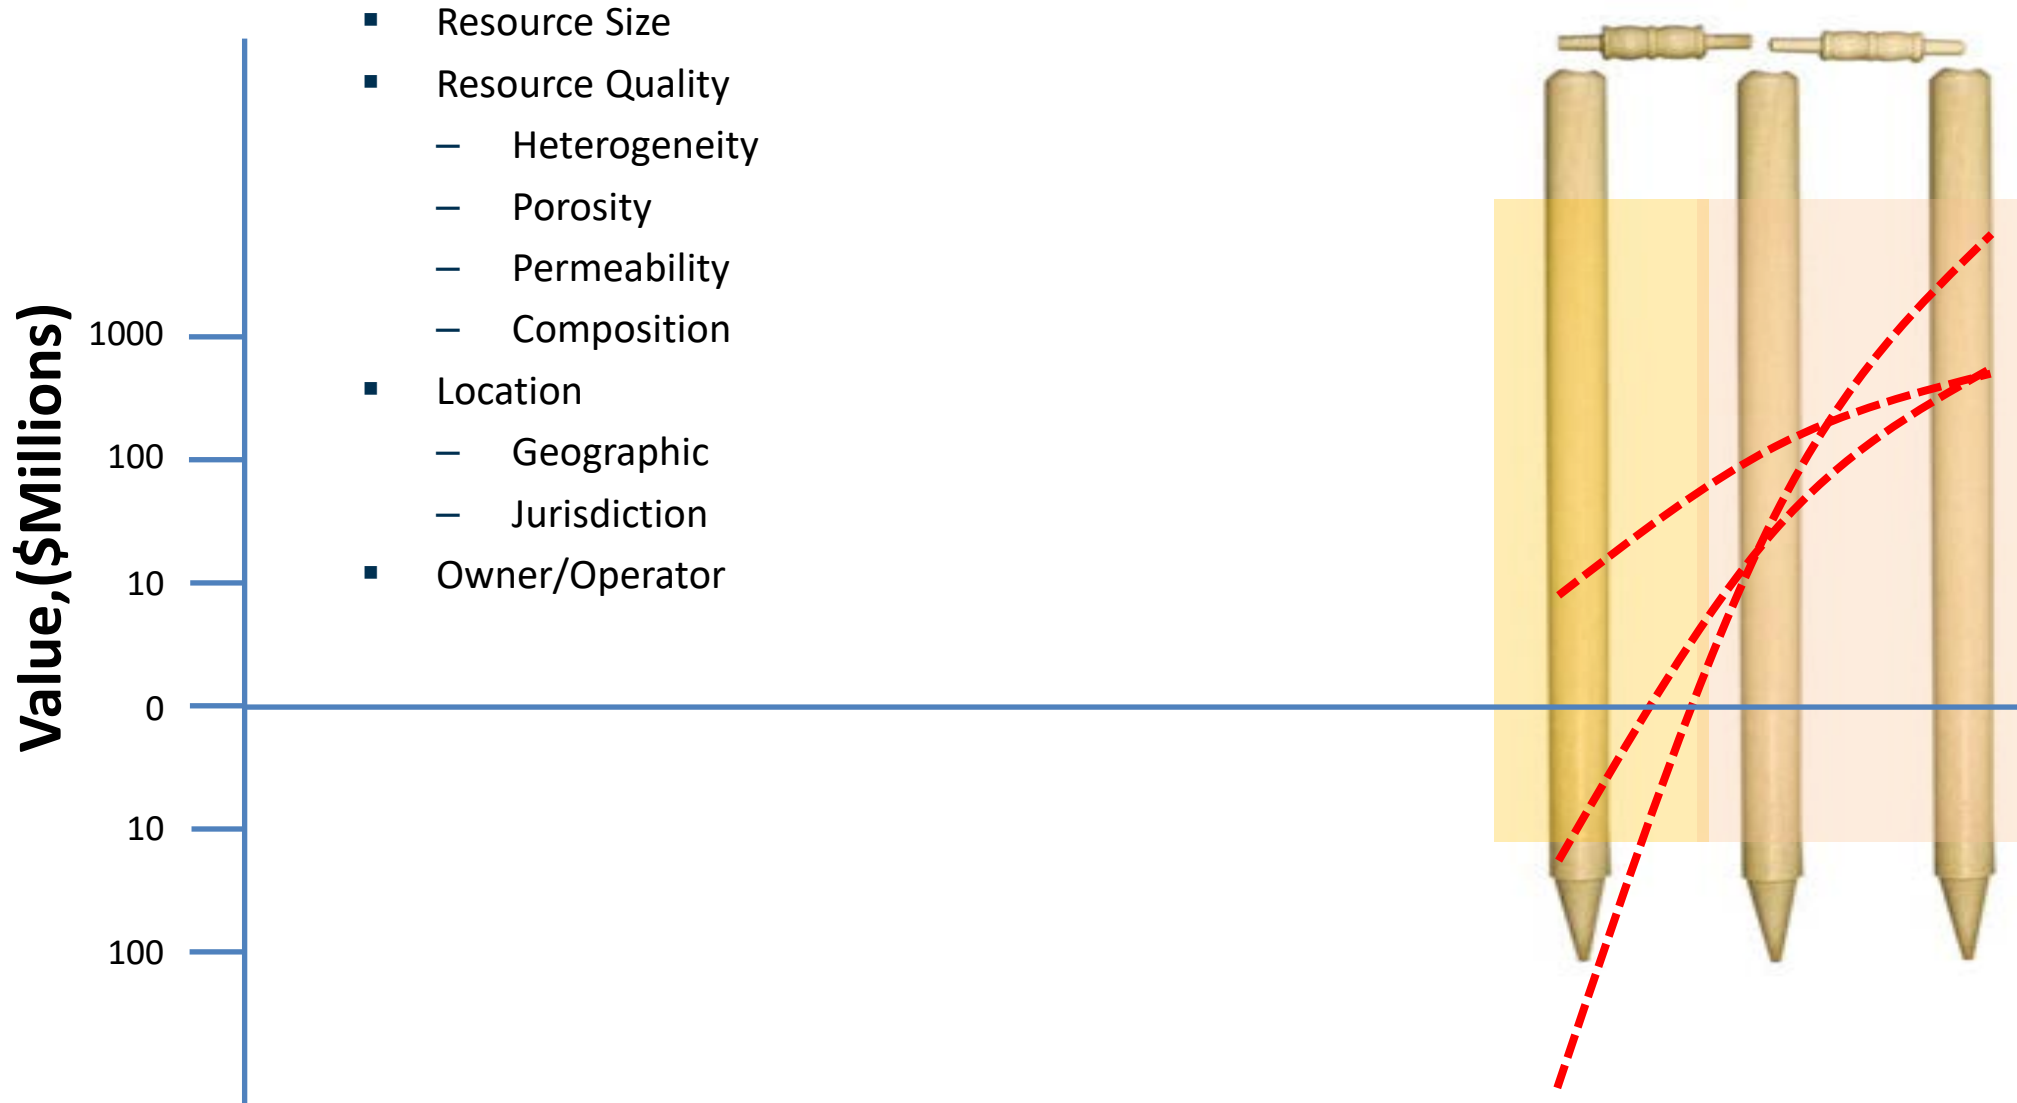 Resource Size
Resource Quality
– Heterogeneity
– Porosity
– Permeability
– Composition
Location
– Geographic
– Jurisdiction
Owner/Operator
Value,($Millions)
1000
100
10
0
10
100